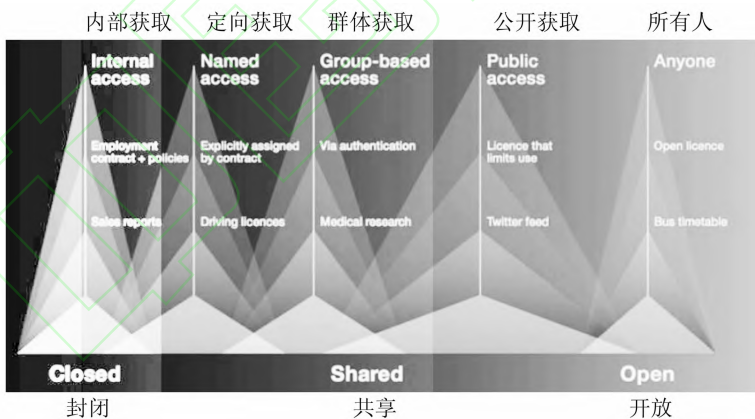 内部获取 定向获取 群体获取 公开获取 所有人
Internal access
Named access
Group-based access
Public access
Anyone
Employment contract + policies
Explicitly assigned by contract
Via authentication
Licence that limits use
Open licence
Sales reports
Driving licences
Medical research
Twitter feed
Bus timetable
Closed Shared Open
封闭 共享 开放